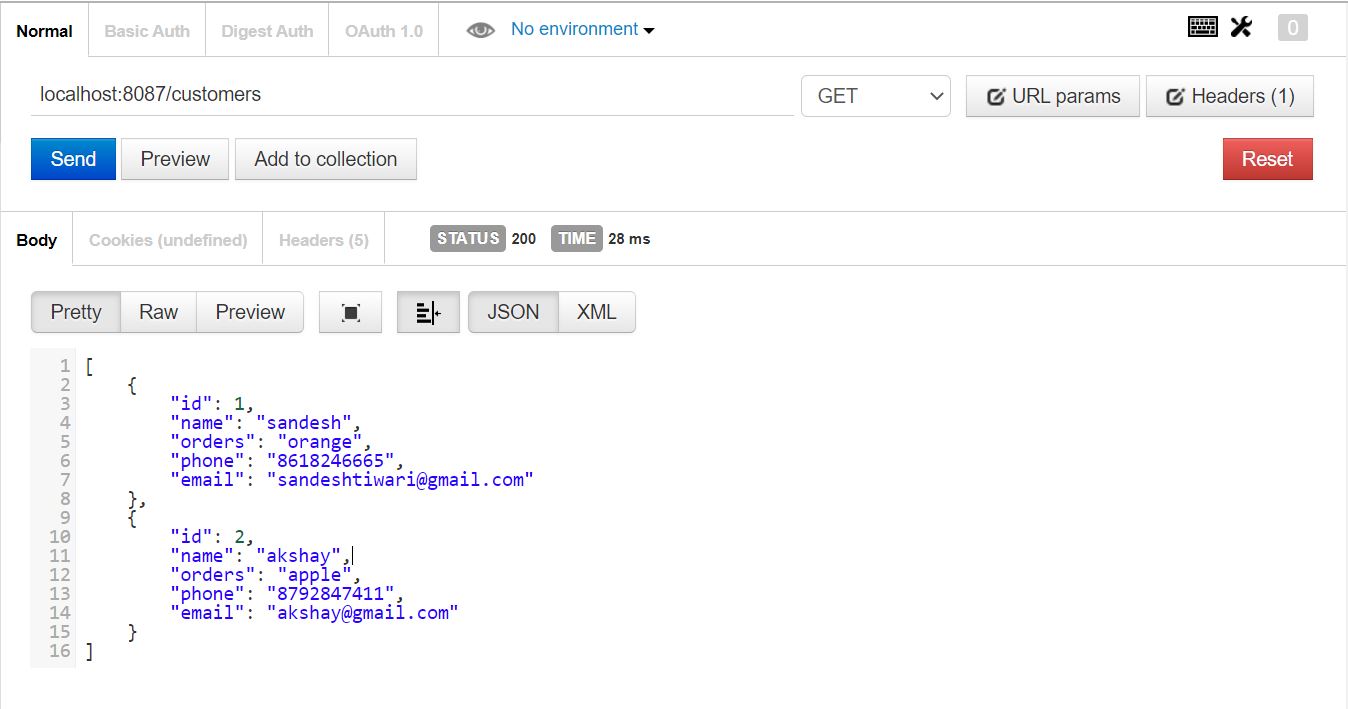 Normal Basic Auth Digest Auth OAuth 1.0 No environment 0
localhost:8087/customers GET URL params Headers (1)
Send Preview Add to collection Reset
Body Cookies (undefined) Headers (5) STATUS 200 TIME 28 ms
Pretty Raw Preview JSON XML
1 [
2 {
3 "id": 1,
4 "name": "sandesh",
5 "orders": "orange",
6 "phone": "8618246665",
7 "email": "sandeshtiwari@gmail.com"
8 },
9 {
10 "id": 2,
11 "name": "akshay",
12 "orders": "apple",
13 "phone": "8792847411",
14 "email": "akshay@gmail.com"
15 }
16 ]